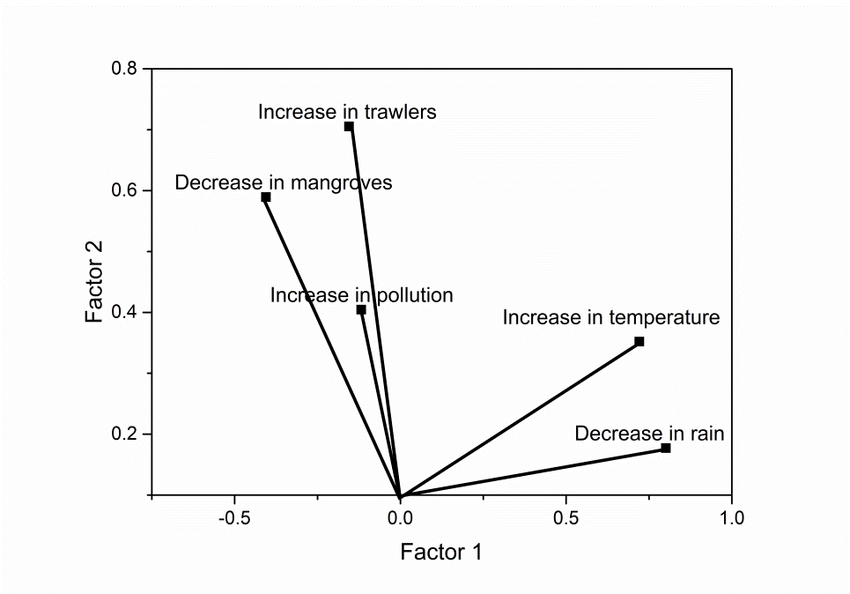 0.8
Increase in trawlers
Decrease in mangroves
0.6
Factor 2
Increase in pollution
0.4
Increase in temperature
0.2
Decrease in rain
-0.5 0.0 0.5 1.0
Factor 1